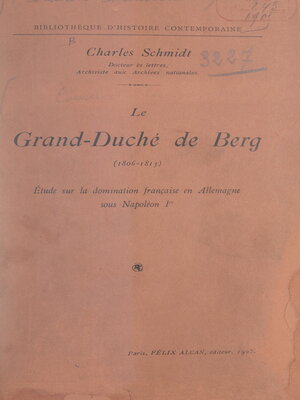 BIBLIOTHÈQUE D'HISTOIRE CONTEMPORAINE
Charles Schmidt
Docteur ès lettres,
Archiviste aux Archives nationales.
3227
Le
Grand-Duché de Berg
(1806-1813)
Étude sur la domination française en Allemagne
sous Napoléon Ier
Paris, FÉLIX ALCAN, éditeur, 1905.